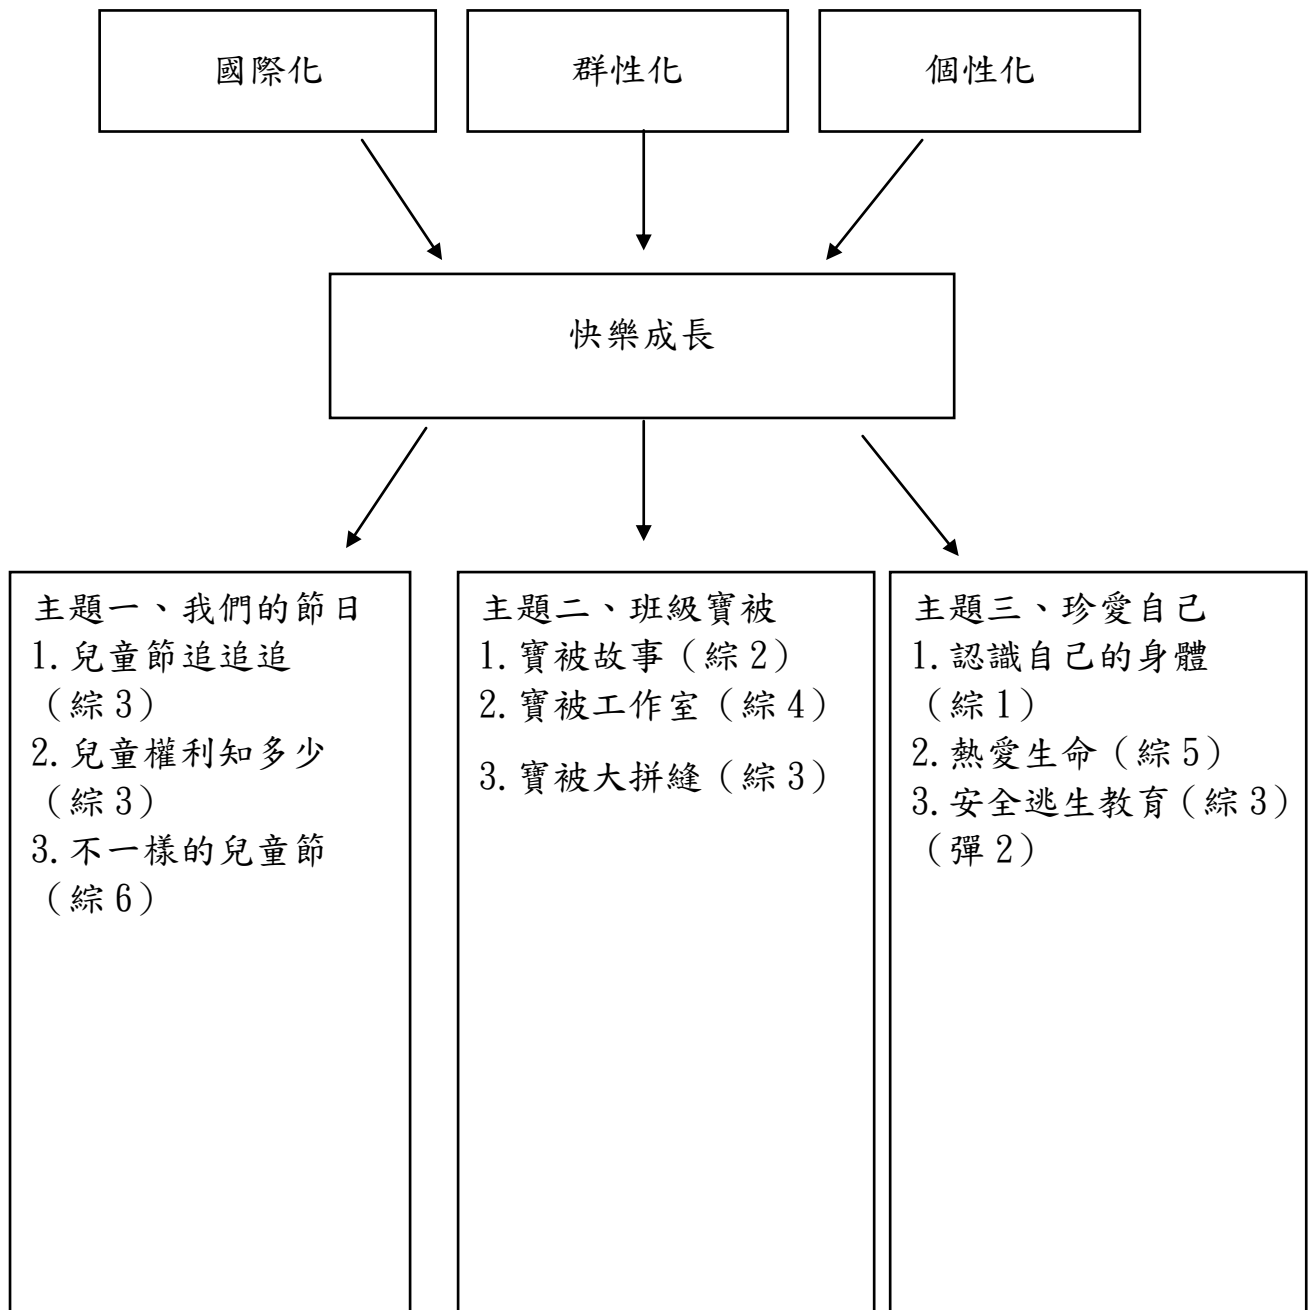 國際化
群性化
個性化
快樂成長
主題一、我們的節日
1.兒童節追追追
（綜3）
2.兒童權利知多少
（綜3）
3.不一樣的兒童節
（綜6）
主題二、班級寶被
1.寶被故事（綜2）
2.寶被工作室（綜4）
3.寶被大拼縫（綜3）
主題三、珍愛自己
1.認識自己的身體
（綜1）
2.熱愛生命（綜5）
3.安全逃生教育（綜3）
（彈2）